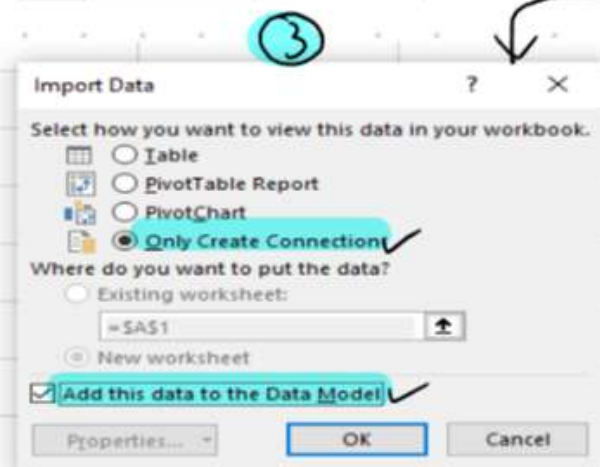 3
Import Data ? ×
Select how you want to view this data in your workbook.
Table
PivotTable Report
PivotChart
Only Create Connection
Where do you want to put the data?
Existing worksheet:
=$A$1
New worksheet
Add this data to the Data Model
Properties...
OK Cancel